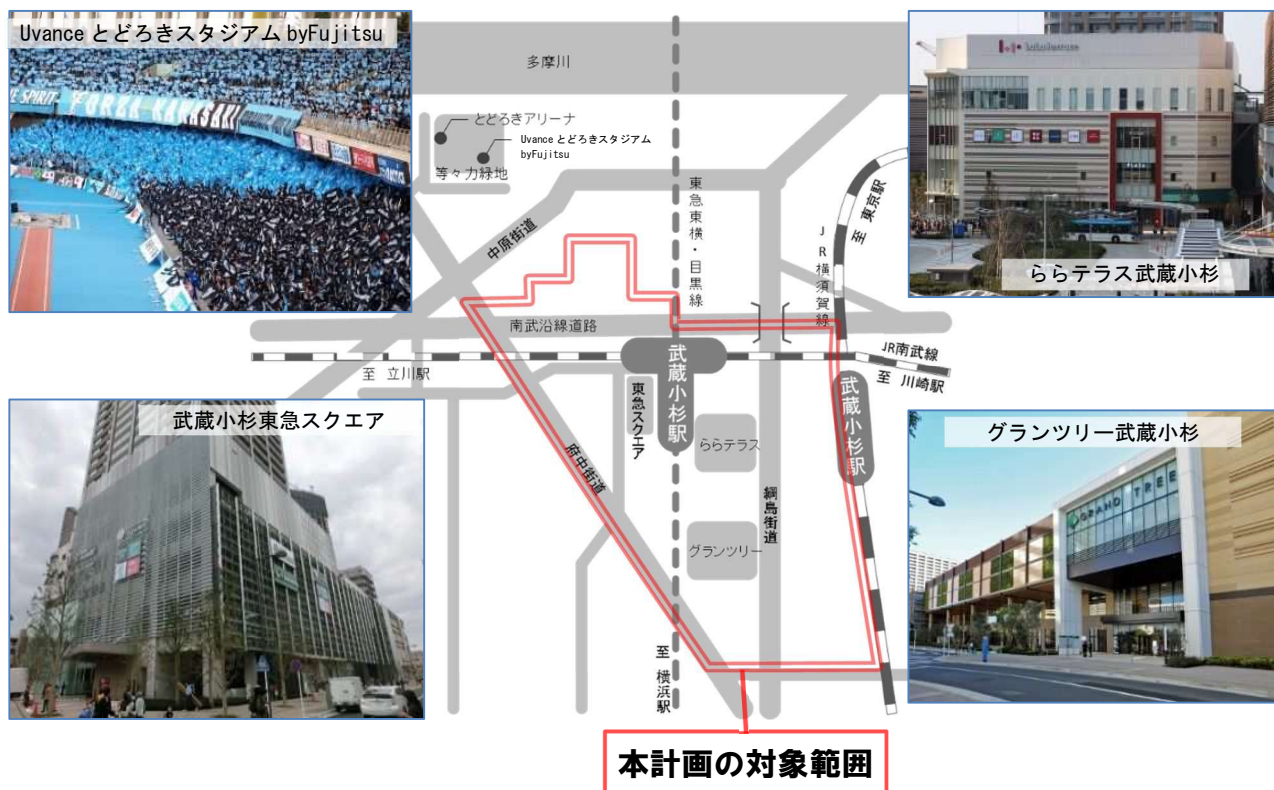 Uvance とどろきスタジアム byFujitsu
FORZA KAWASAKI
多摩川
とどろきアリーナ
Uvance とどろきスタジアム
byFujitsu
等々力緑地
中原街道
東急東横・目黒線
JR横須賀線
至 東京駅
LaLa terrace
ららテラス武蔵小杉
南武沿線道路
JR南武線
至 立川駅
至 川崎駅
武蔵小杉駅
武蔵小杉駅
東急スクエア
ららテラス
府中街道
綱島街道
グランツリー
至 横浜駅
武蔵小杉東急スクエア
グランツリー武蔵小杉
GRAND TREE
本計画の対象範囲